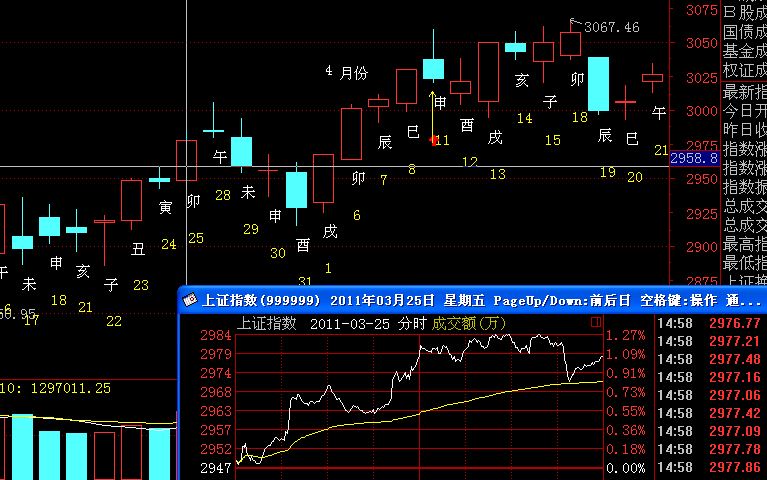 3075
B股成
国债成
3067.46
3050
基金成
4 月份
权证成
3025
亥
卯
最新指
申
子
3000
今日开
14
18
午
酉
昨日收
辰
巳
11
戌
15
辰
巳
2975
指数涨
午
21
2958.8
8
12
指数涨
卯
7
13
19
20
2950
指数振
未
28
寅
卯
6
总成交
申
2925
29
戌
总成交
24
25
酉
2900
最高指
丑
30
午
申
亥
1
最低指
未
子
23
31
2875
18
21
17
22
上证指数(999999) 2011年03月25日 星期五 PageUp/Down:前后日 空格键:操作 通...
上证指数 2011-03-25 分时 成交额(万)
2984
2979
2974
2968
2963
2957
2952
2947
1.27%
1.09%
0.91%
0.73%
0.55%
0.36%
0.18%
0.00%
14:58 2976.77
14:58 2977.21
14:58 2977.48
14:58 2977.16
14:58 2977.06
14:58 2977.42
14:58 2977.09
14:58 2977.78
14:58 2977.86
10: 1297011.25